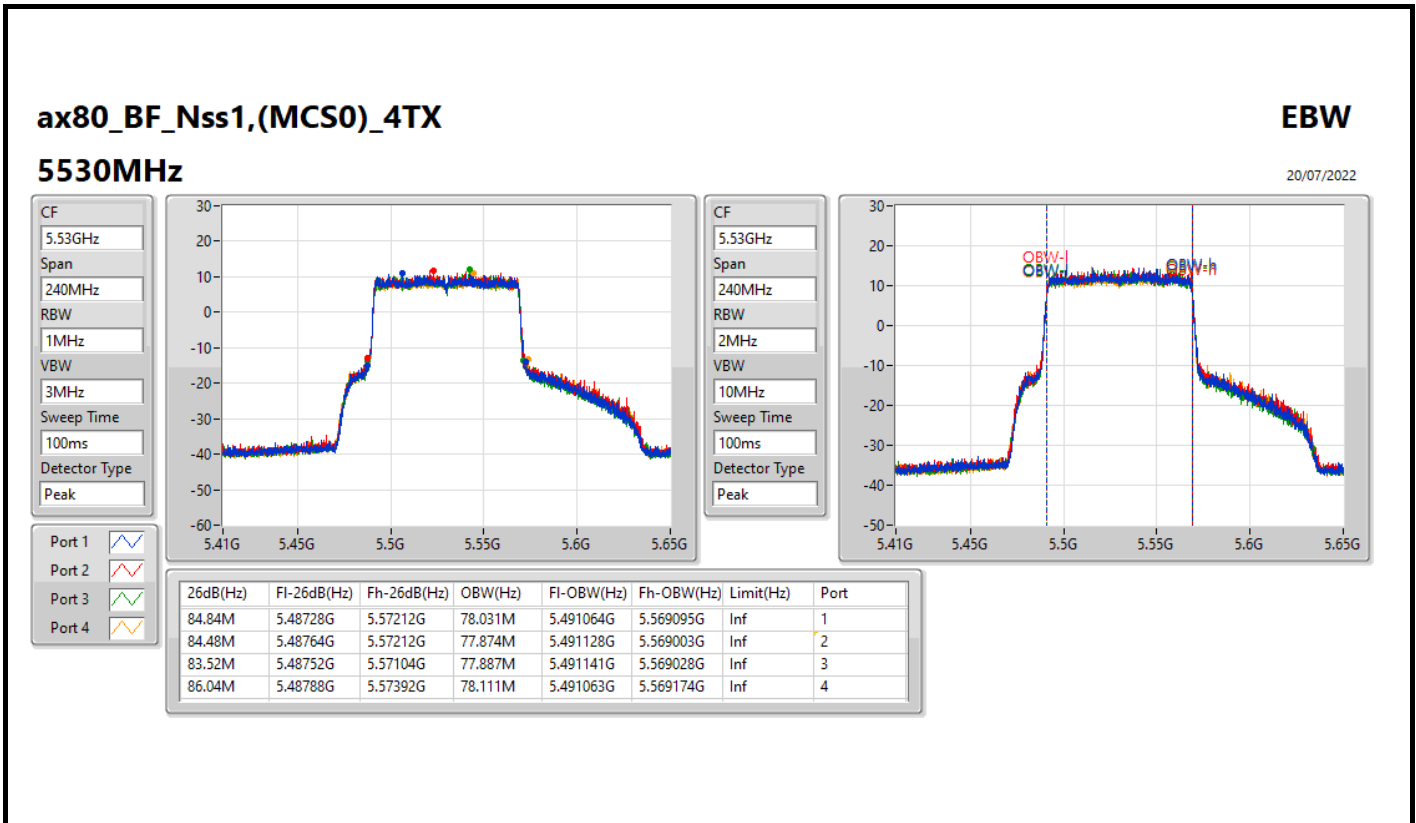 ax80_BF_Nss1,(MCS0)_4TX
EBW
5530MHz
20/07/2022
CF
5.53GHz
Span
240MHz
RBW
1MHz
VBW
3MHz
Sweep Time
100ms
Detector Type
Peak
30
20
10
0
-10
-20
-30
-40
-50
-60
5.41G 5.45G 5.5G 5.55G 5.6G 5.65G
CF
5.53GHz
Span
240MHz
RBW
2MHz
VBW
10MHz
Sweep Time
100ms
Detector Type
Peak
30
20
10
0
-10
-20
-30
-40
-50
OBW-l
OBW-l
OBW-h
5.41G 5.45G 5.5G 5.55G 5.6G 5.65G
Port 1
Port 2
Port 3
Port 4
26dB(Hz) Fl-26dB(Hz) Fh-26dB(Hz) OBW(Hz) Fl-OBW(Hz) Fh-OBW(Hz) Limit(Hz) Port
84.84M 5.48728G 5.57212G 78.031M 5.491064G 5.569095G Inf 1
84.48M 5.48764G 5.57212G 77.874M 5.491128G 5.569003G Inf 2
83.52M 5.48752G 5.57104G 77.887M 5.491141G 5.569028G Inf 3
86.04M 5.48788G 5.57392G 78.111M 5.491063G 5.569174G Inf 4